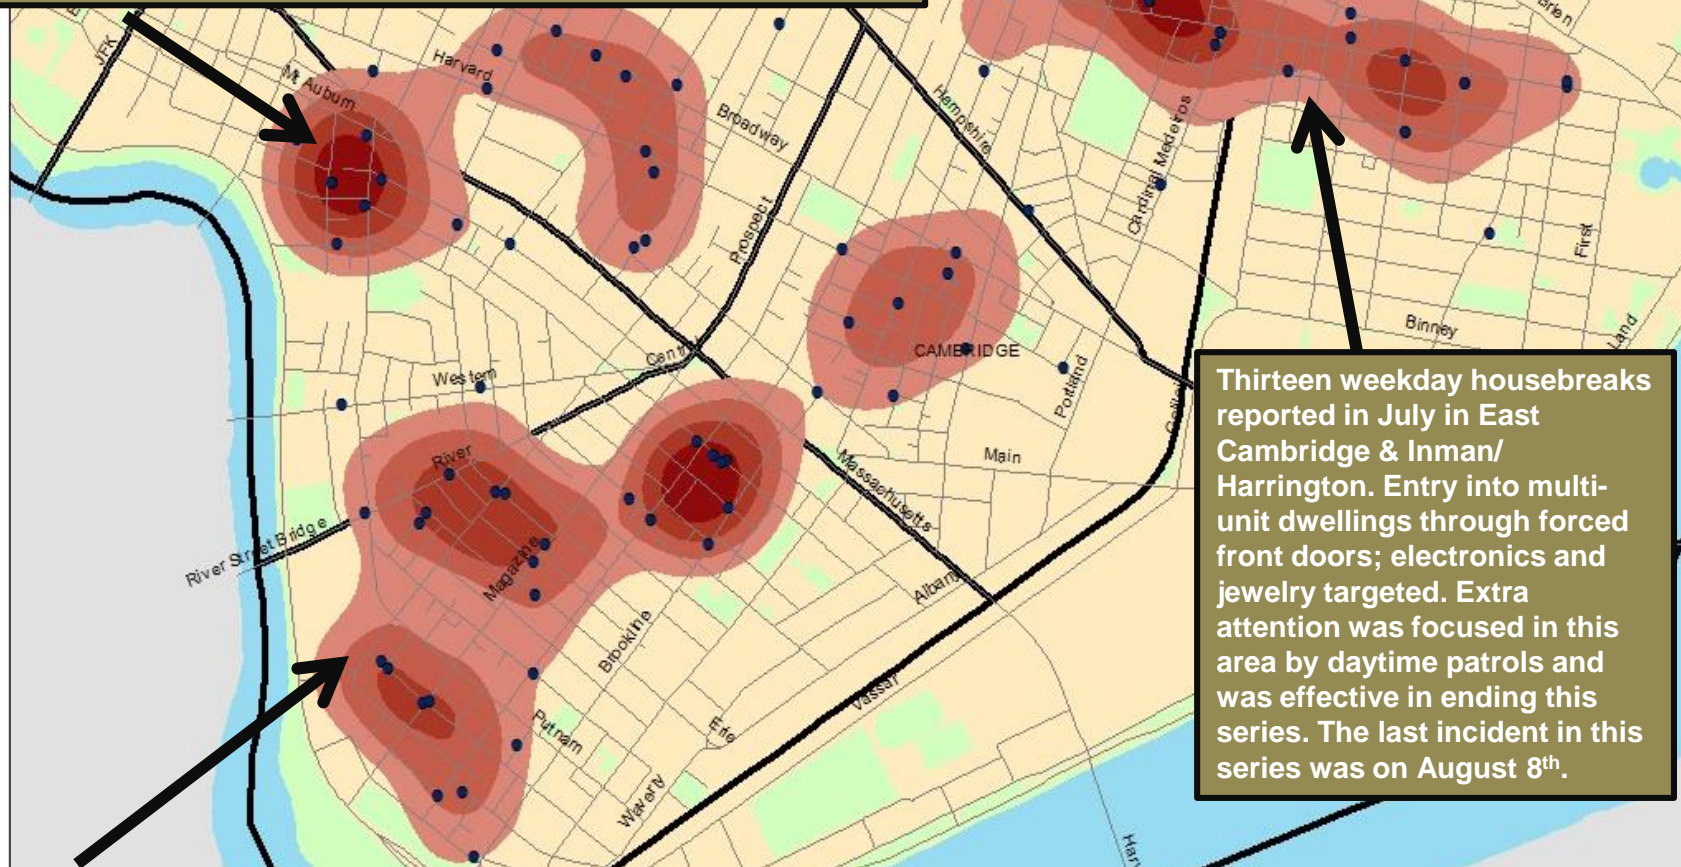 JFK
Mt Auburn
Harvard
Broadway
Hampshire
Cardinal Medeiros
Prospect
First
Binney
Land
Central
Western
CAMBRIDGE
Portland
River
Main
Massachusetts
River Street Bridge
Magazine
Albany
Brookline
Vassar
Putnam
Erie
Waverly
Thirteen weekday housebreaks
reported in July in East
Cambridge & Inman/
Harrington. Entry into multi-
unit dwellings through forced
front doors; electronics and
jewelry targeted. Extra
attention was focused in this
area by daytime patrols and
was effective in ending this
series. The last incident in this
series was on August 8th.